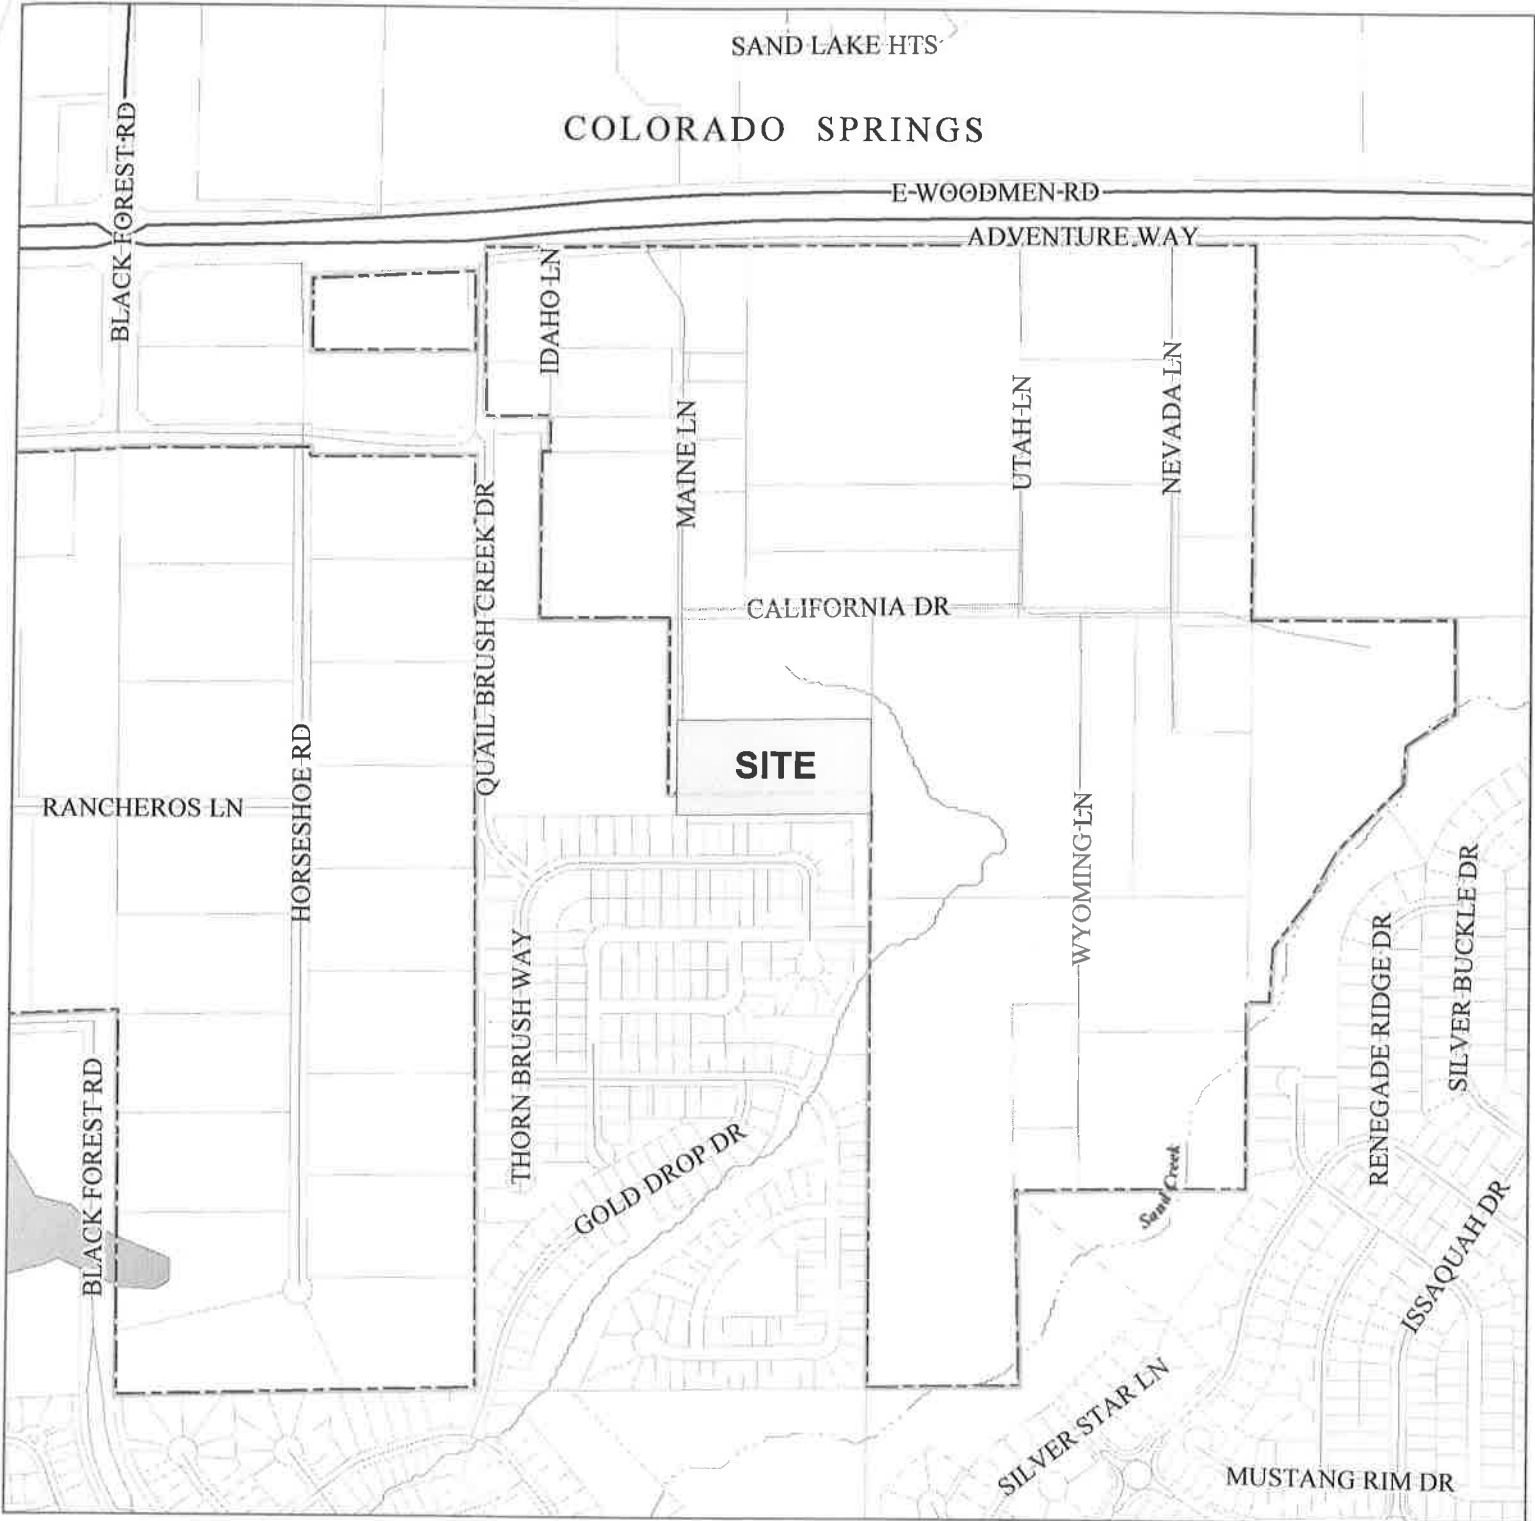 SAND LAKE HTS
COLORADO SPRINGS
BLACK FOREST RD
E WOODMEN RD
ADVENTURE WAY
IDAHO LN
MAINE LN
UTAH LN
NEVADA LN
QUAIL BRUSH CREEK DR
CALIFORNIA DR
SITE
HORSESHOE RD
RANCHEROS LN
WYOMING LN
THORN BRUSH WAY
RENEGADE RIDGE DR
SILVER BUCKLE DR
BLACK FOREST RD
GOLD DROP DR
Sand Creek
ISSAQUAH DR
SILVER STAR LN
MUSTANG RIM DR